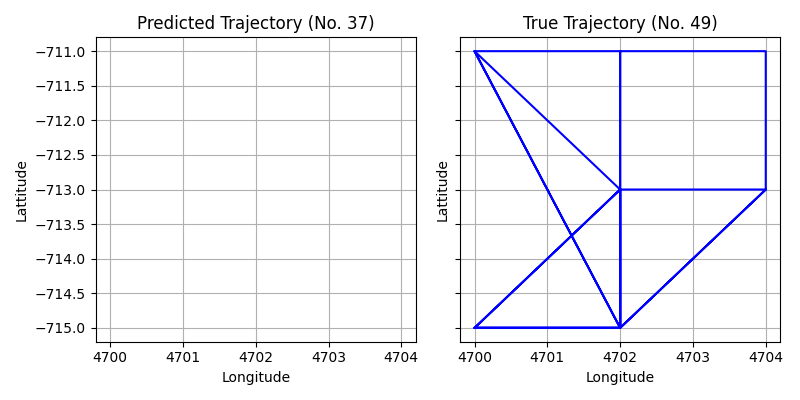 Predicted Trajectory (No. 37)
True Trajectory (No. 49)
Lattitude
−711.0
−711.5
−712.0
−712.5
−713.0
−713.5
−714.0
−714.5
−715.0
4700 4701 4702 4703 4704
Longitude
Lattitude
4700 4701 4702 4703 4704
Longitude